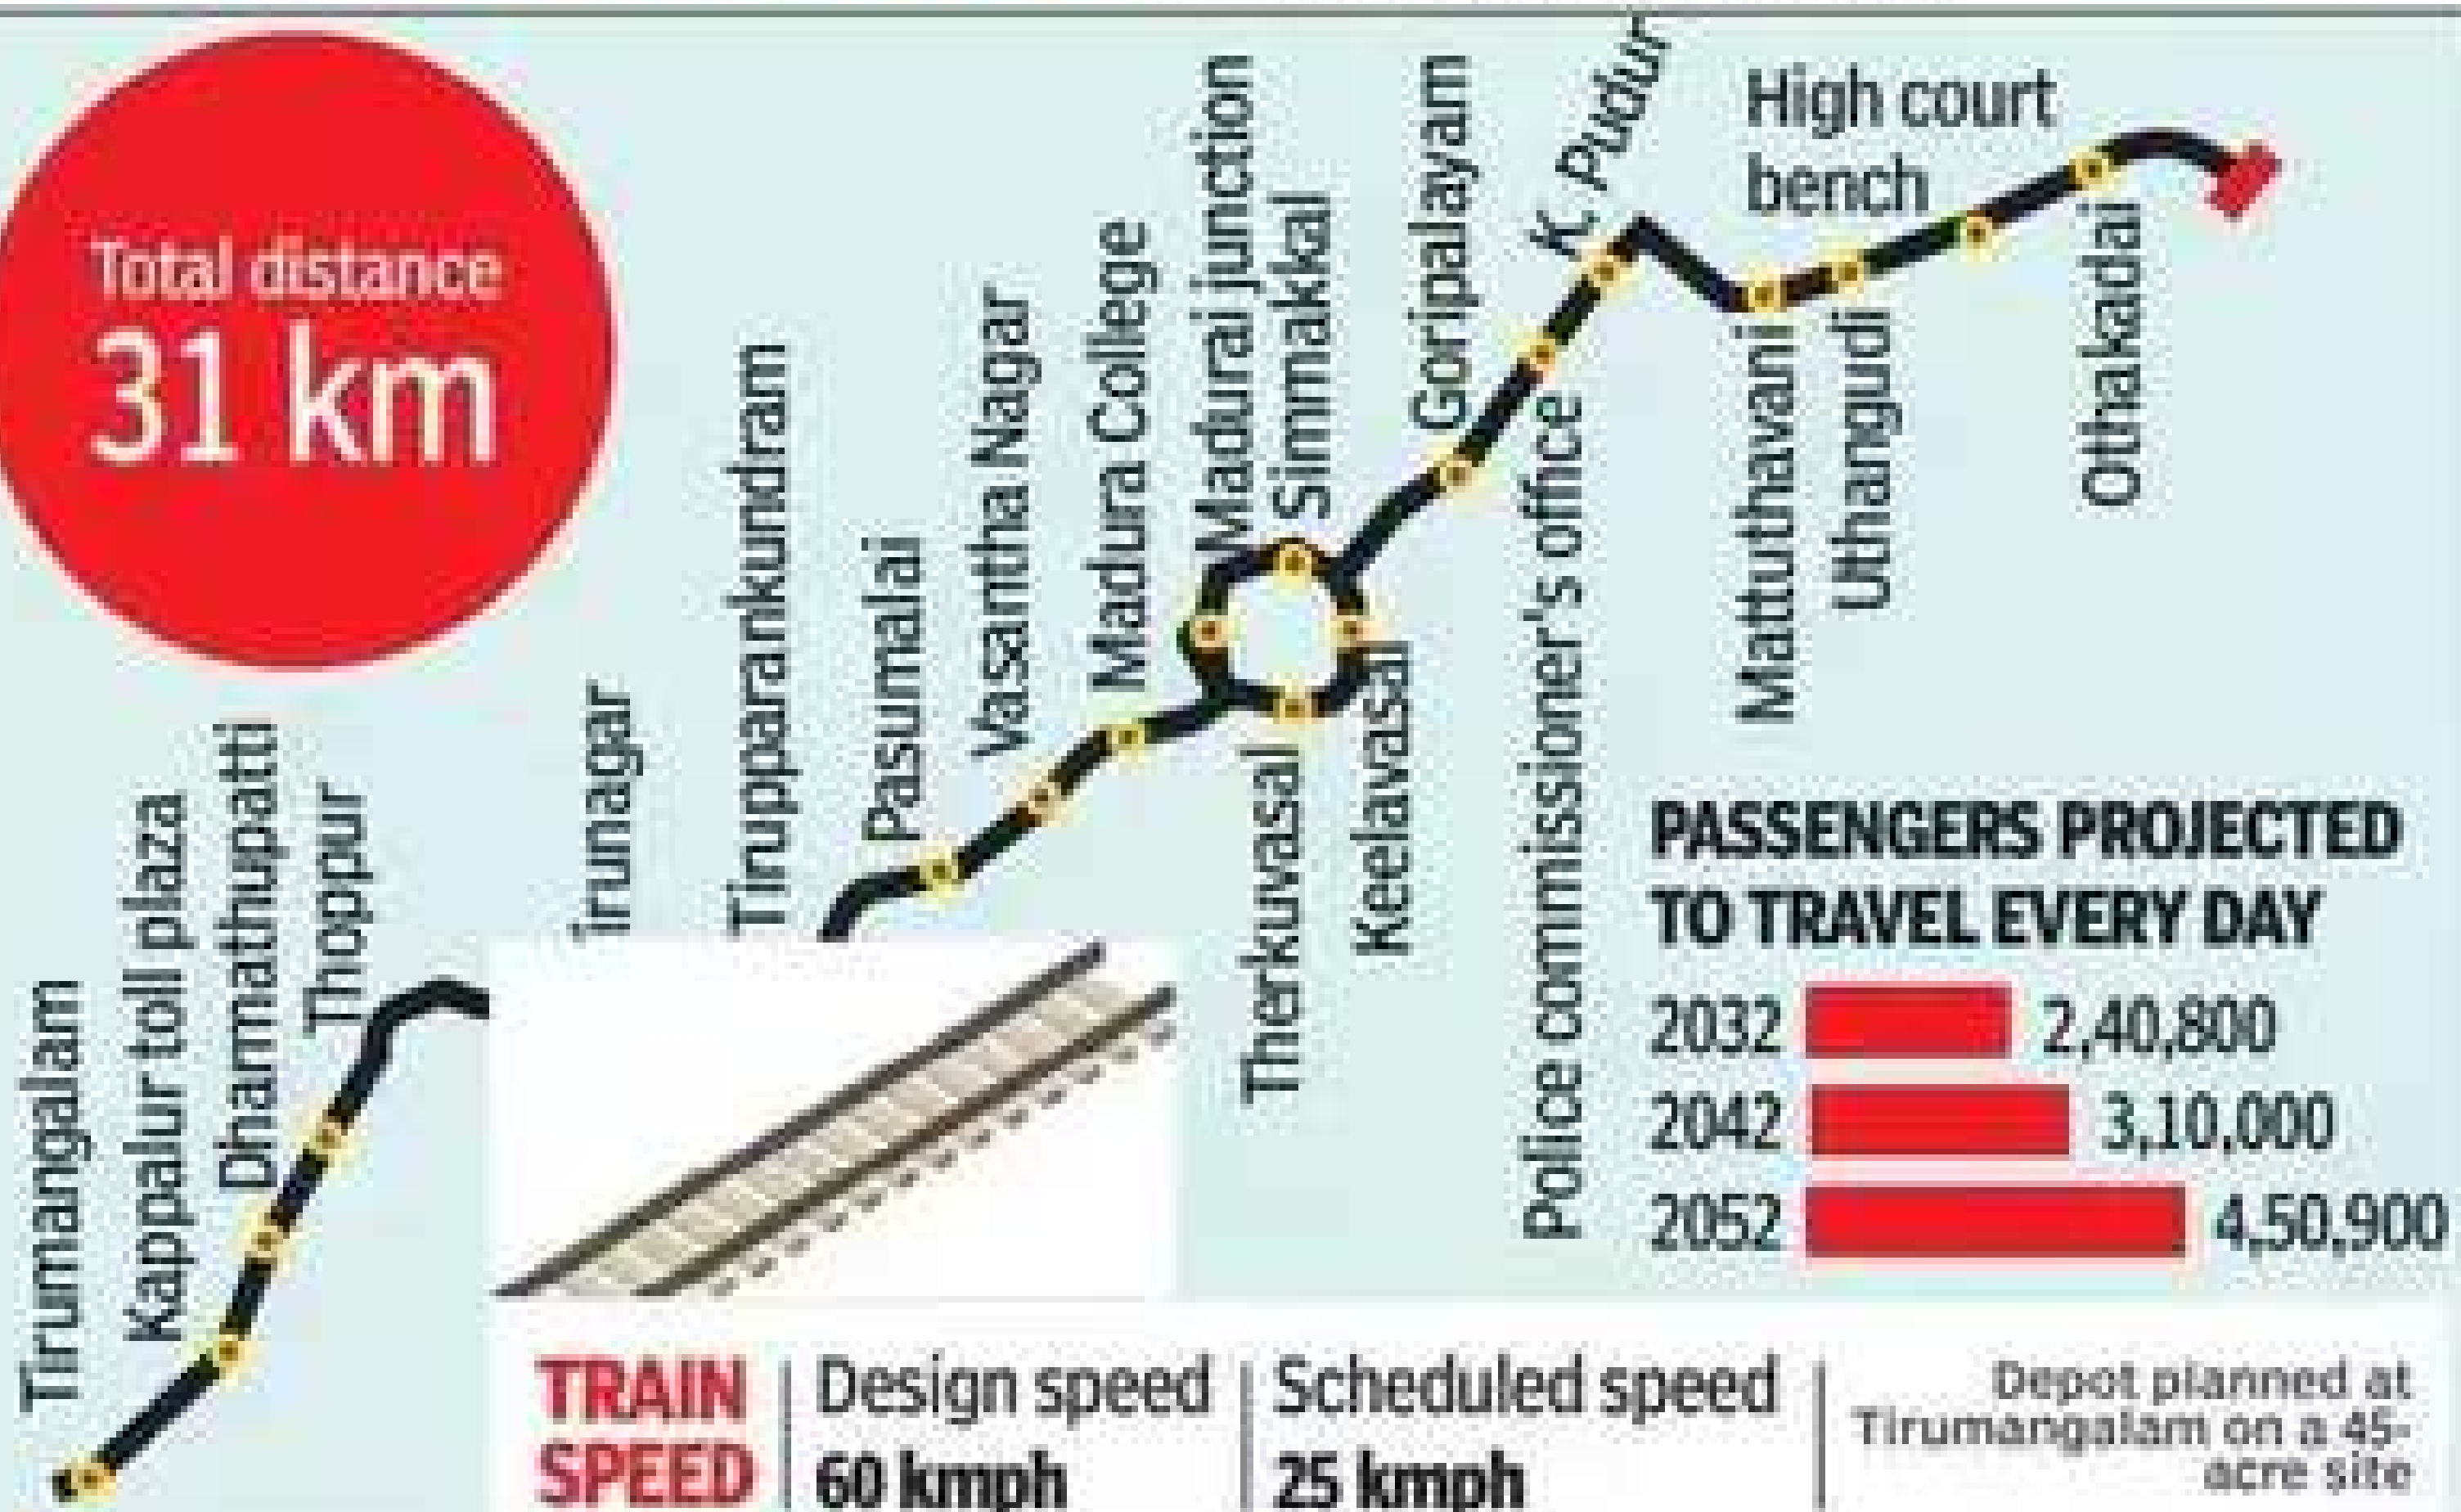 Total distance
31 km
Tirumangalam
Kappalur toll plaza
Dharmathupatti
Thoppur
Tirunagar
Tirupparankundram
Pasumalai
Vasantha Nagar
Madura College
Madurai junction
Simmakkal
Therkuvasal
Keelavasal
Goripalayam
Police commissioner's office
K. Pudur
Mattuthavani
Uthangudi
High court
bench
Othakadai
PASSENGERS PROJECTED
TO TRAVEL EVERY DAY
2032 2,40,800
2042 3,10,000
2052 4,50,900
TRAIN
SPEED
Design speed
60 kmph
Scheduled speed
25 kmph
Depot planned at
Tirumangalam on a 45-
acre site